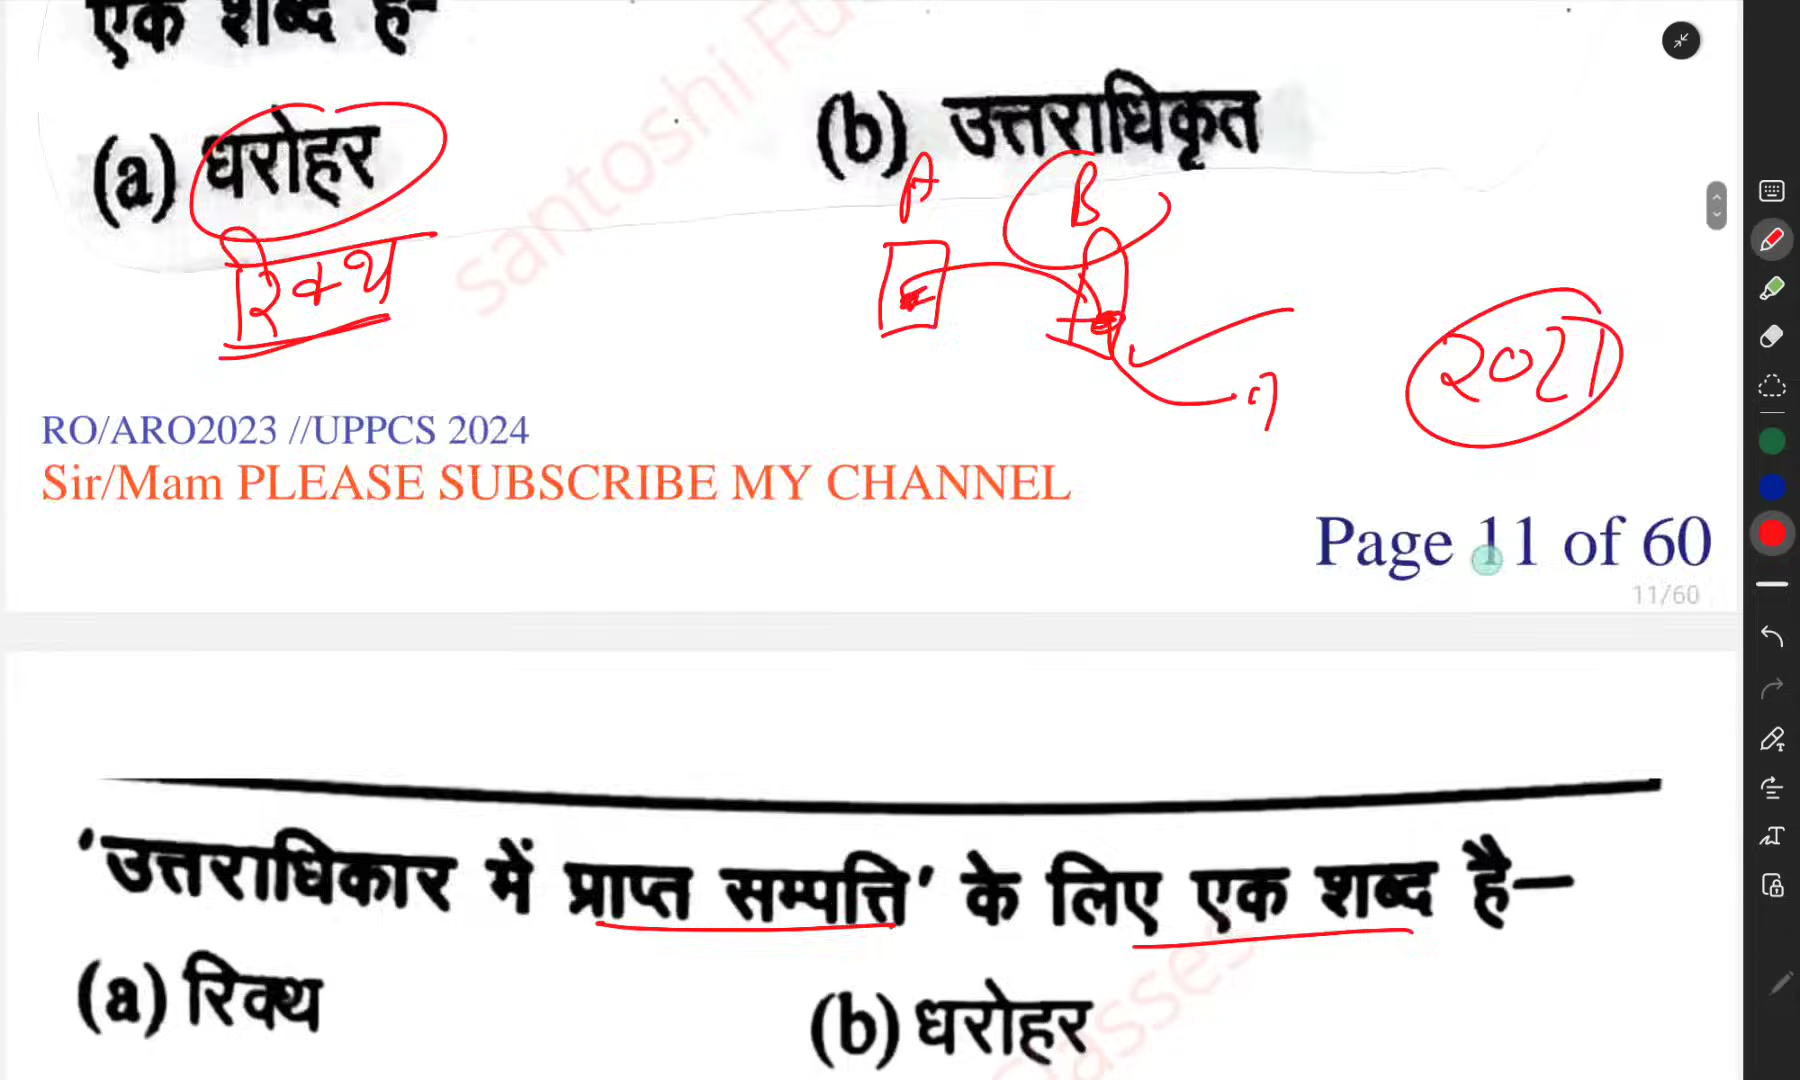 एक शब्द है-
santoshi
(a) धरोहर
(b) उत्तराधिकृत
A
B
रिक्थ
2021
RO/ARO2023 //UPPCS 2024
Sir/Mam PLEASE SUBSCRIBE MY CHANNEL
Page 11 of 60
11/60
'उत्तराधिकार में प्राप्त सम्पत्ति' के लिए एक शब्द है—
(a) रिक्थ
(b) धरोहर